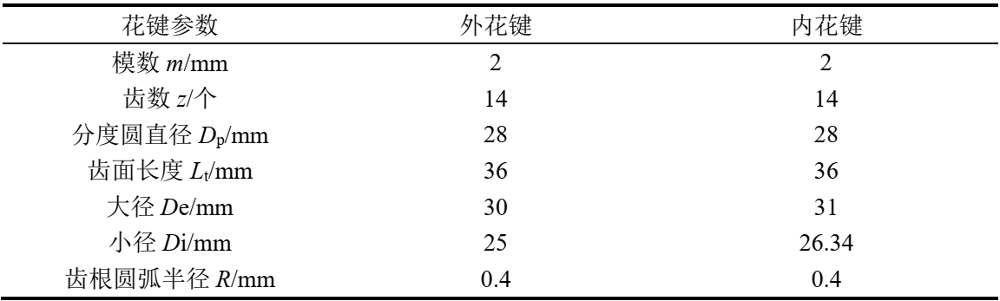 花键参数 外花键 内花键
模数 m/mm 2 2
齿数 z/个 14 14
分度圆直径 Dp/mm 28 28
齿面长度 Lt/mm 36 36
大径 De/mm 30 31
小径 Di/mm 25 26.34
齿根圆弧半径 R/mm 0.4 0.4